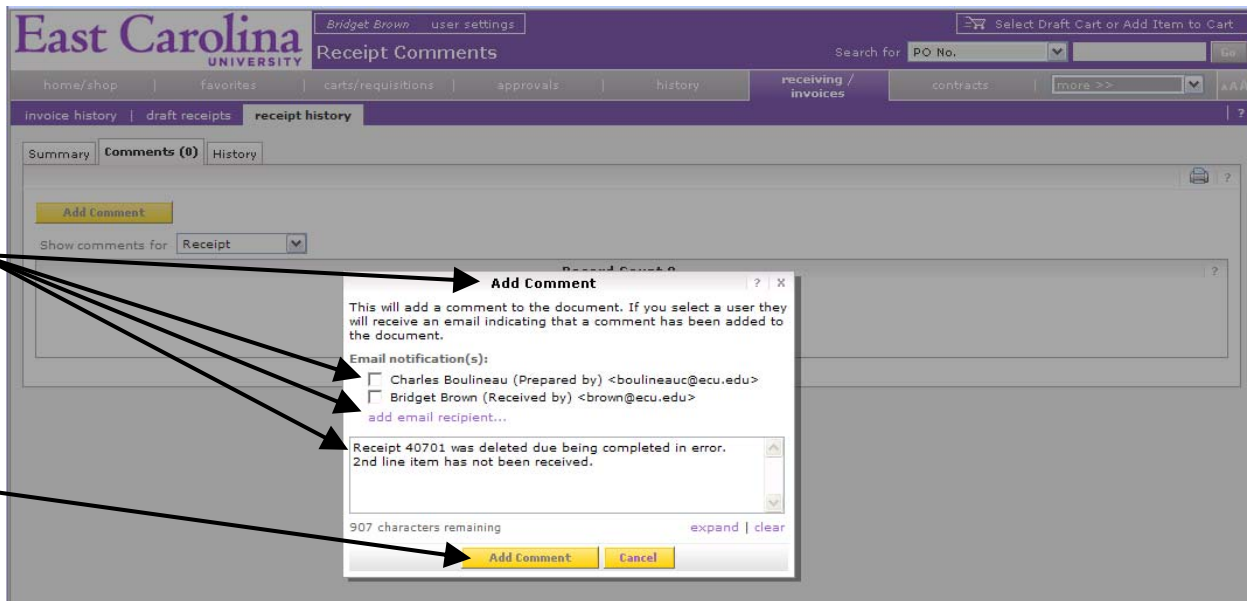 East Carolina
UNIVERSITY
Bridget Brown user settings
Select Draft Cart or Add Item to Cart
Receipt Comments
Search for PO No. Go
home/shop | favorites | carts/requisitions | approvals | history
receiving /
invoices
contracts | more >> AAA
invoice history | draft receipts receipt history ?
Summary Comments (0) History
?
Add Comment
Show comments for Receipt
Record Count 0 ?
Add Comment ? X
This will add a comment to the document. If you select a user they
will receive an email indicating that a comment has been added to
the document.
Email notification(s):
Charles Boulineau (Prepared by) <boulineauc@ecu.edu>
Bridget Brown (Received by) <brown@ecu.edu>
add email recipient...
Receipt 40701 was deleted due being completed in error.
2nd line item has not been received.
907 characters remaining expand | clear
Add Comment Cancel